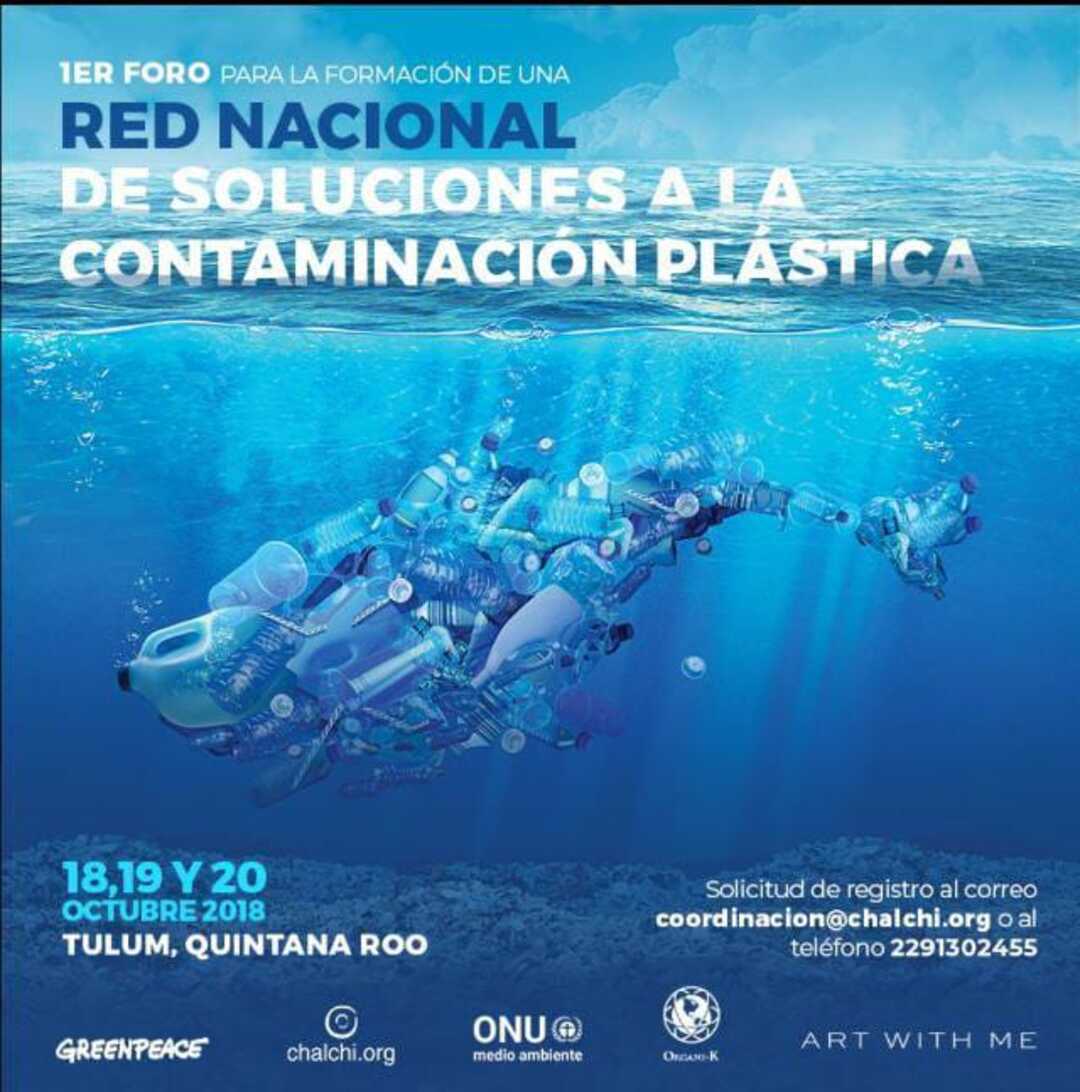 1ER FORO PARA LA FORMACIÓN DE UNA
RED NACIONAL
DE SOLUCIONES A LA
CONTAMINACIÓN PLÁSTICA
18,19 Y 20
OCTUBRE 2018
TULUM, QUINTANA ROO
Solicitud de registro al correo
coordinacion@chalchi.org o al
teléfono 2291302455
GREENPEACE
chalchi.org
ONU
medio ambiente
ORGANI-K
ART WITH ME